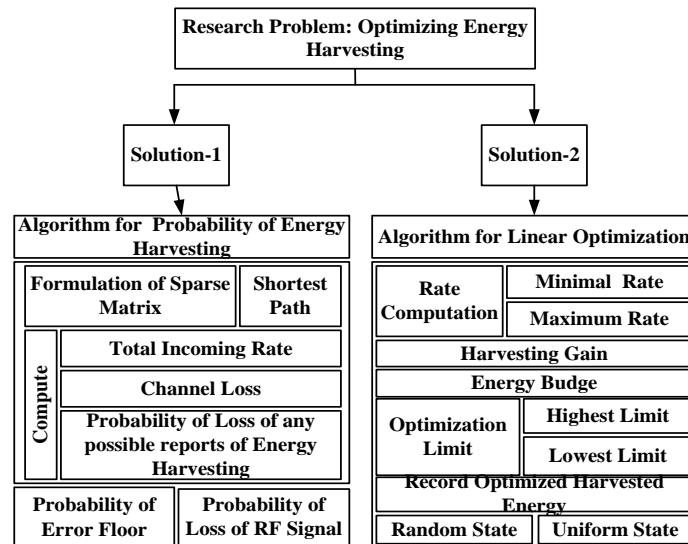 Research Problem: Optimizing Energy
Harvesting
Solution-1
Solution-2
Algorithm for Probability of Energy
Harvesting
Formulation of Sparse
Matrix
Shortest
Path
Compute
Total Incoming Rate
Channel Loss
Probability of Loss of any
possible reports of Energy
Harvesting
Probability of
Error Floor
Probability of
Loss of RF Signal
Algorithm for Linear Optimization
Rate
Computation
Minimal Rate
Maximum Rate
Harvesting Gain
Energy Budge
Optimization
Limit
Highest Limit
Lowest Limit
Record Optimized Harvested
Energy
Random State
Uniform State